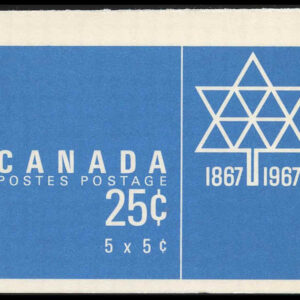 CANADA
POSTES POSTAGE
25¢
5 x 5¢
1867 1967